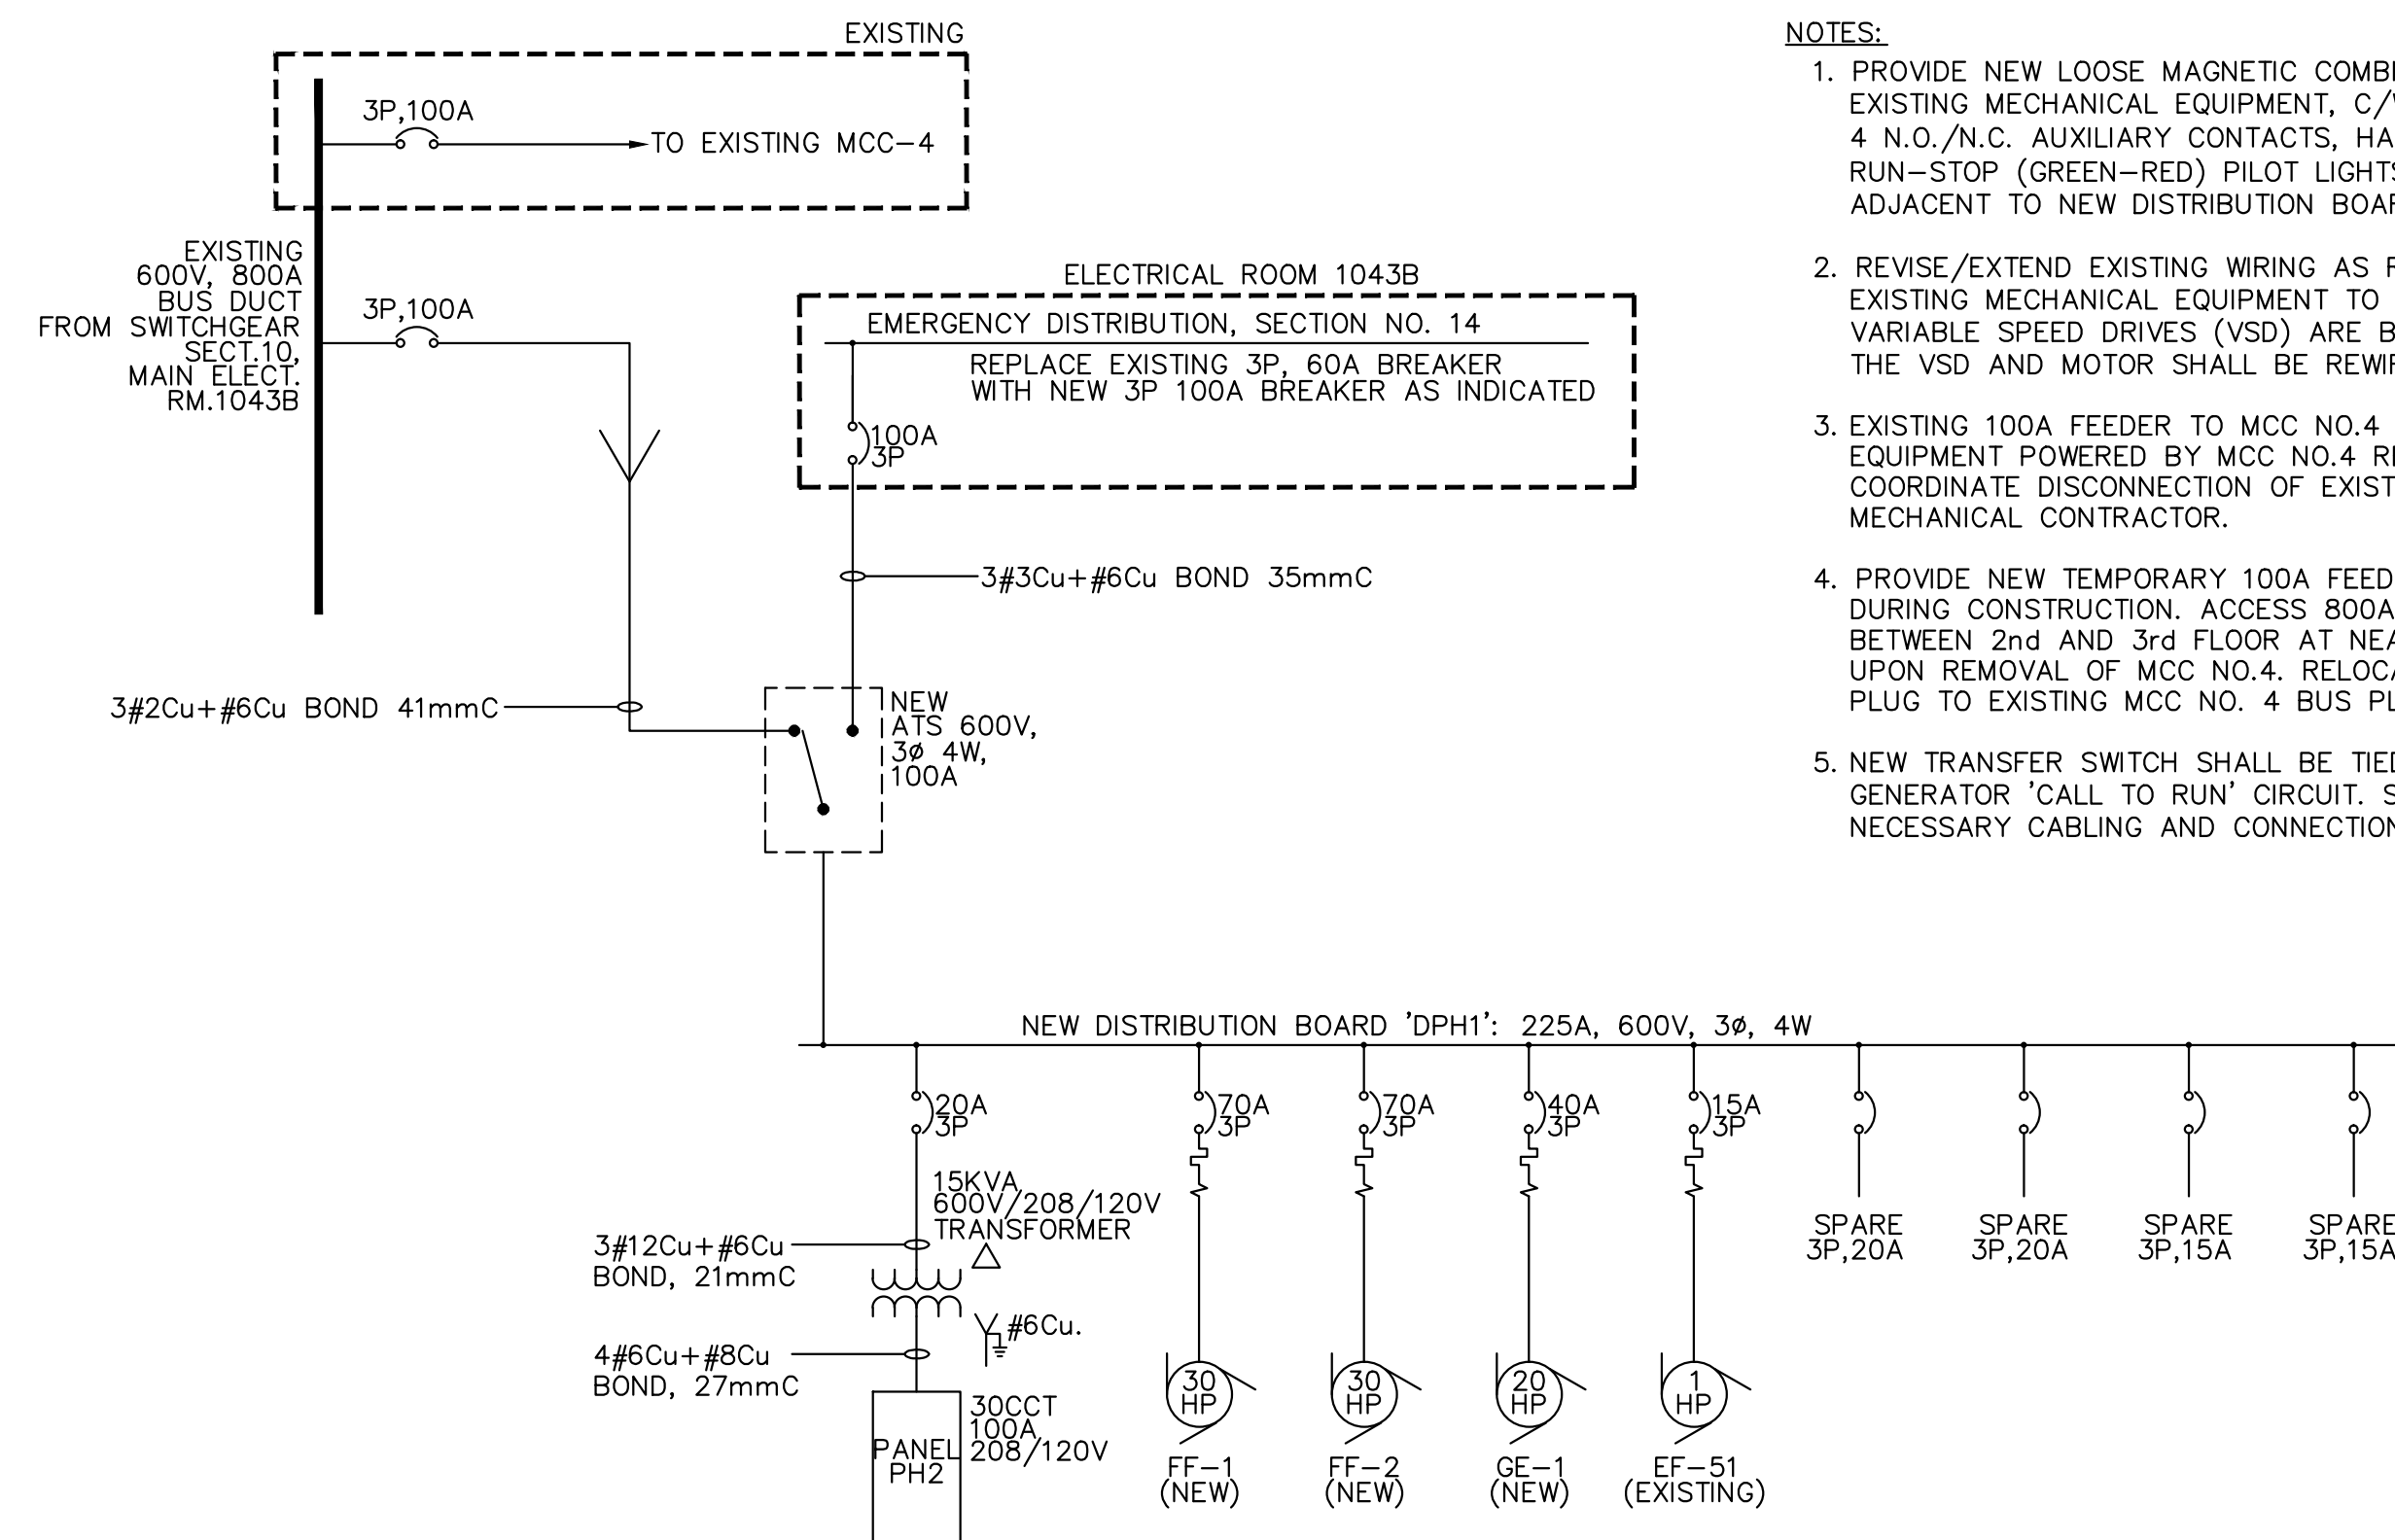 EXISTING
3P,100A
TO EXISTING MCC-4
EXISTING
600V, 800A
BUS DUCT
FROM SWITCHGEAR
SECT.10,
MAIN ELECT.
RM.1043B
3P,100A
ELECTRICAL ROOM 1043B
EMERGENCY DISTRIBUTION, SECTION NO. 14
REPLACE EXISTING 3P, 60A BREAKER
WITH NEW 3P 100A BREAKER AS INDICATED
100A
3P
3#3Cu+#6Cu BOND 35mmC
3#2Cu+#6Cu BOND 41mmC
NEW
ATS 600V,
3ø 4W,
100A
NOTES:
1. PROVIDE NEW LOOSE MAGNETIC
EXISTING MECHANICAL EQUIPMENT,
4 N.O./N.C. AUXILIARY CONTACTS,
RUN-STOP (GREEN-RED) PILOT
ADJACENT TO NEW DISTRIBUTION
2. REVISE/EXTEND EXISTING WIRING AS
EXISTING MECHANICAL EQUIPMENT TO
VARIABLE SPEED DRIVES (VSD) ARE
THE VSD AND MOTOR SHALL BE
3. EXISTING 100A FEEDER TO MCC NO.4
EQUIPMENT POWERED BY MCC NO.4
COORDINATE DISCONNECTION OF
MECHANICAL CONTRACTOR.
4. PROVIDE NEW TEMPORARY 100A
DURING CONSTRUCTION. ACCESS 800A
BETWEEN 2nd AND 3rd FLOOR AT
UPON REMOVAL OF MCC NO.4.
PLUG TO EXISTING MCC NO. 4 BUS
5. NEW TRANSFER SWITCH SHALL BE
GENERATOR 'CALL TO RUN' CIRCUIT.
NECESSARY CABLING AND
NEW DISTRIBUTION BOARD 'DPH1': 225A, 600V, 3ø, 4W
20A
3P
70A
3P
70A
3P
40A
3P
15A
3P
15KVA
600V/208/120V
TRANSFORMER
3#12Cu+#6Cu
BOND, 21mmC
#6Cu.
4#6Cu+#8Cu
BOND, 27mmC
SPARE
3P,20A
SPARE
3P,20A
SPARE
3P,15A
SPARE
3P,15A
PANEL
PH2
30CCT
100A
208/120V
30
HP
FF-1
(NEW)
30
HP
FF-2
(NEW)
20
HP
GE-1
(NEW)
1
HP
EF-51
(EXISTING)